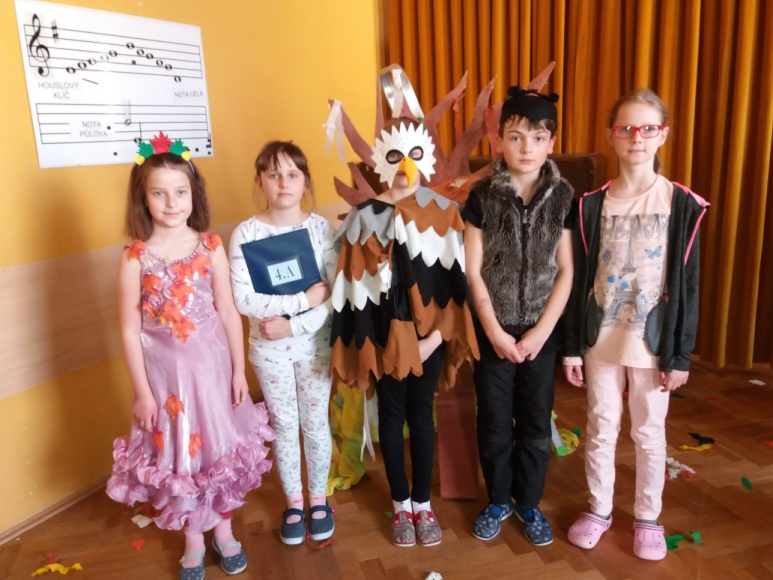 HOUSLOVÝ
KLÍČ
NOTA CELÁ
NOTA
PŮLOVÁ
4.A